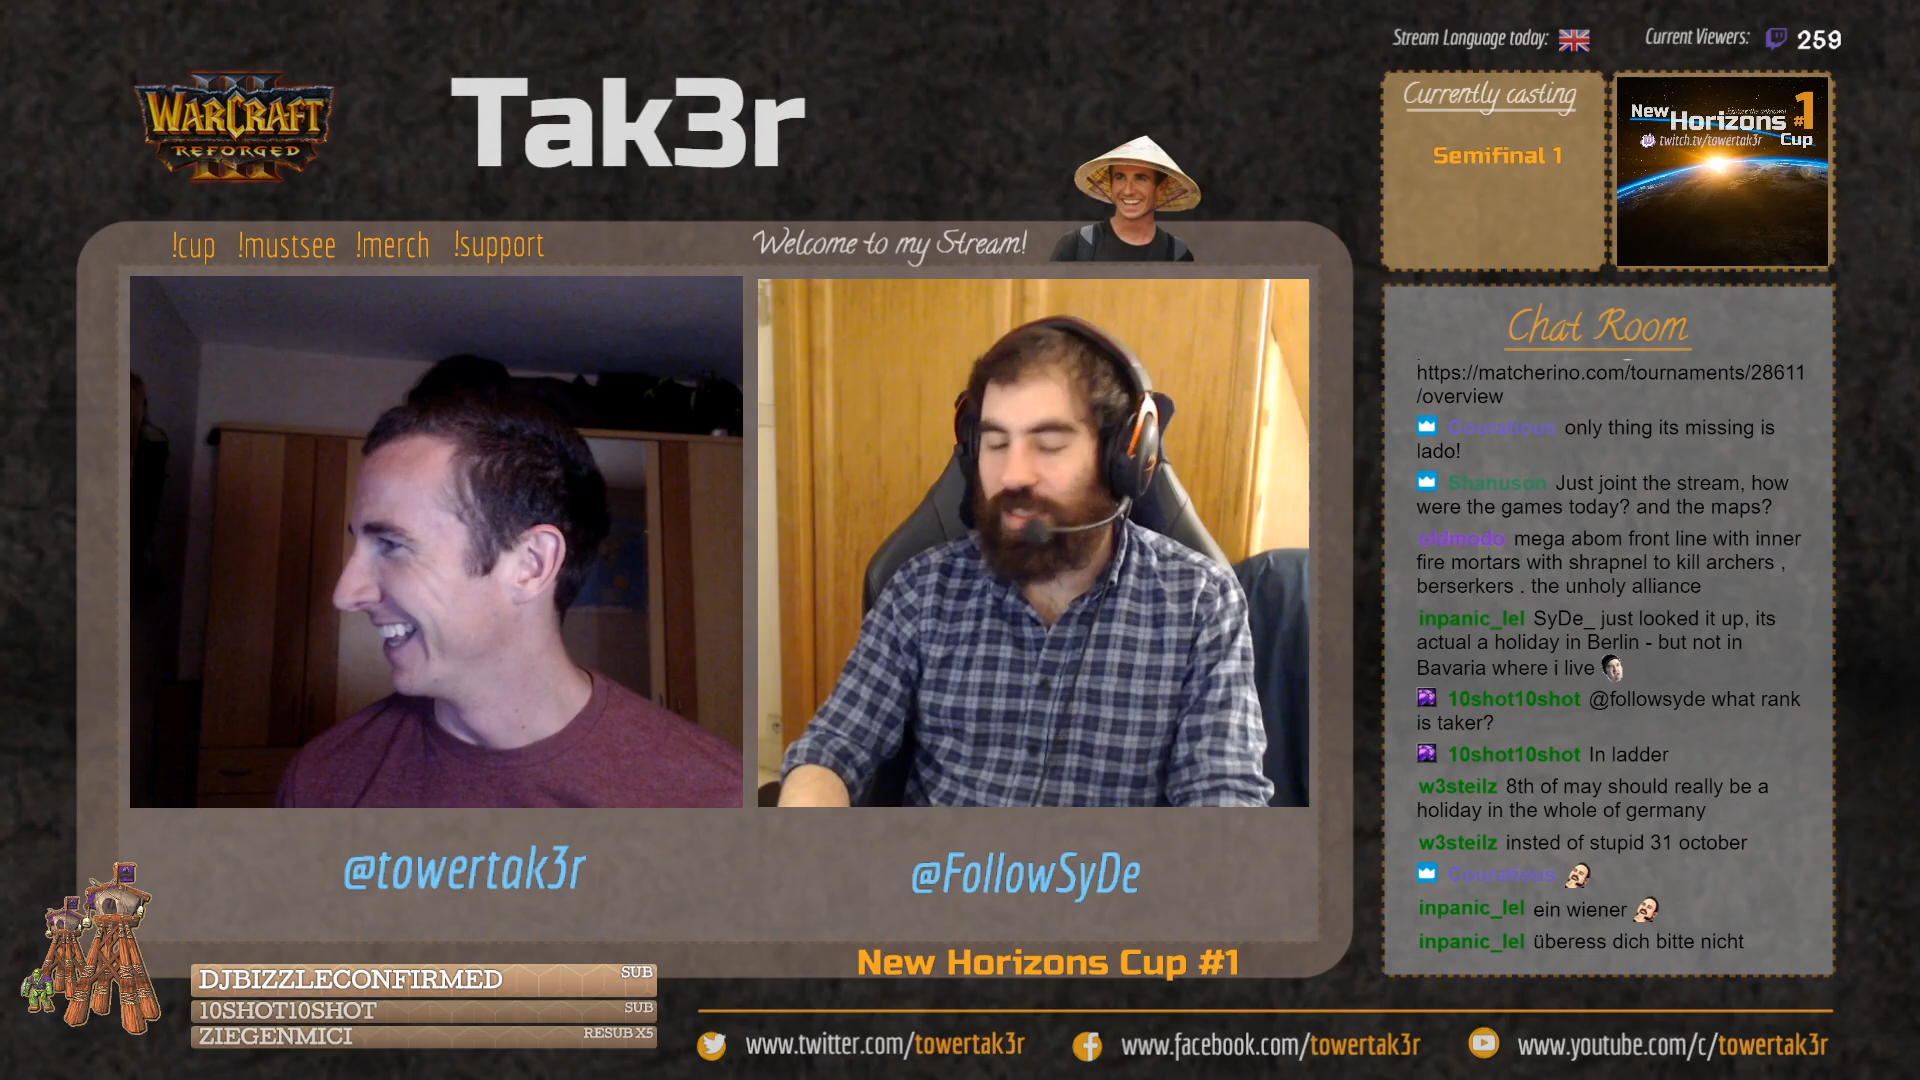 Stream Language today:
Current Viewers: 259
WARCRAFT
III
REFORGED
Tak3r
Currently casting
Semifinal 1
New Horizons #1
twitch.tv/towertak3r Cup
!cup !mustsee !merch !support
Welcome to my Stream!
Chat Room
https://matcherino.com/tournaments/28611
/overview
Couratious only thing its missing is
lado!
Shanuson Just joint the stream, how
were the games today? and the maps?
oldmodo mega abom front line with inner
fire mortars with shrapnel to kill archers ,
berserkers . the unholy alliance
inpanic_lel SyDe_ just looked it up, its
actual a holiday in Berlin - but not in
Bavaria where i live
10shot10shot @followsyde what rank
is taker?
10shot10shot In ladder
w3steilz 8th of may should really be a
holiday in the whole of germany
w3steilz insted of stupid 31 october
Couratious
inpanic_lel ein wiener
inpanic_lel überess dich bitte nicht
@towertak3r
@FollowSyDe
New Horizons Cup #1
DJBIZZLECONFIRMED SUB
10SHOT10SHOT SUB
ZIEGENMICI RESUB X5
www.twitter.com/towertak3r
www.facebook.com/towertak3r
www.youtube.com/c/towertak3r